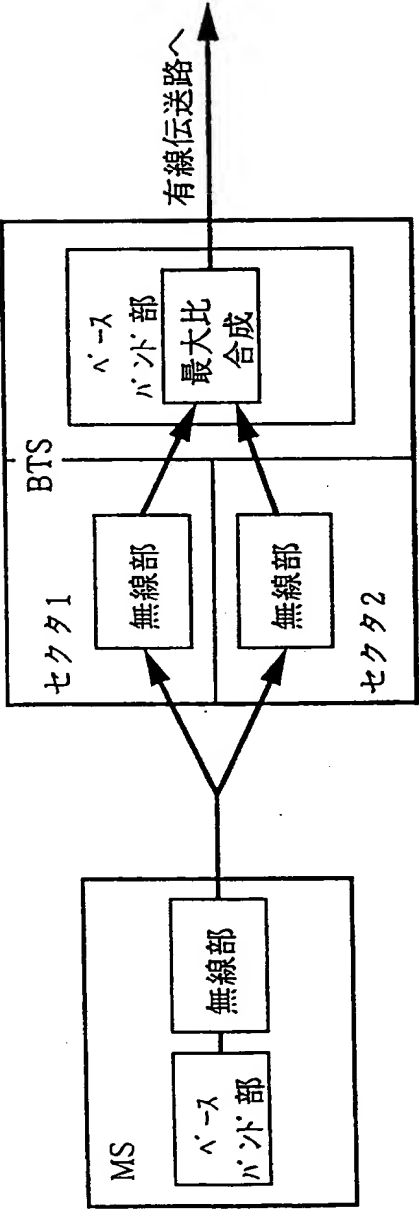 MS
ベース
バンド部
無線部
セクタ1
無線部
セクタ2
無線部
BTS
ベース
バンド部
最大比
合成
有線伝送路へ